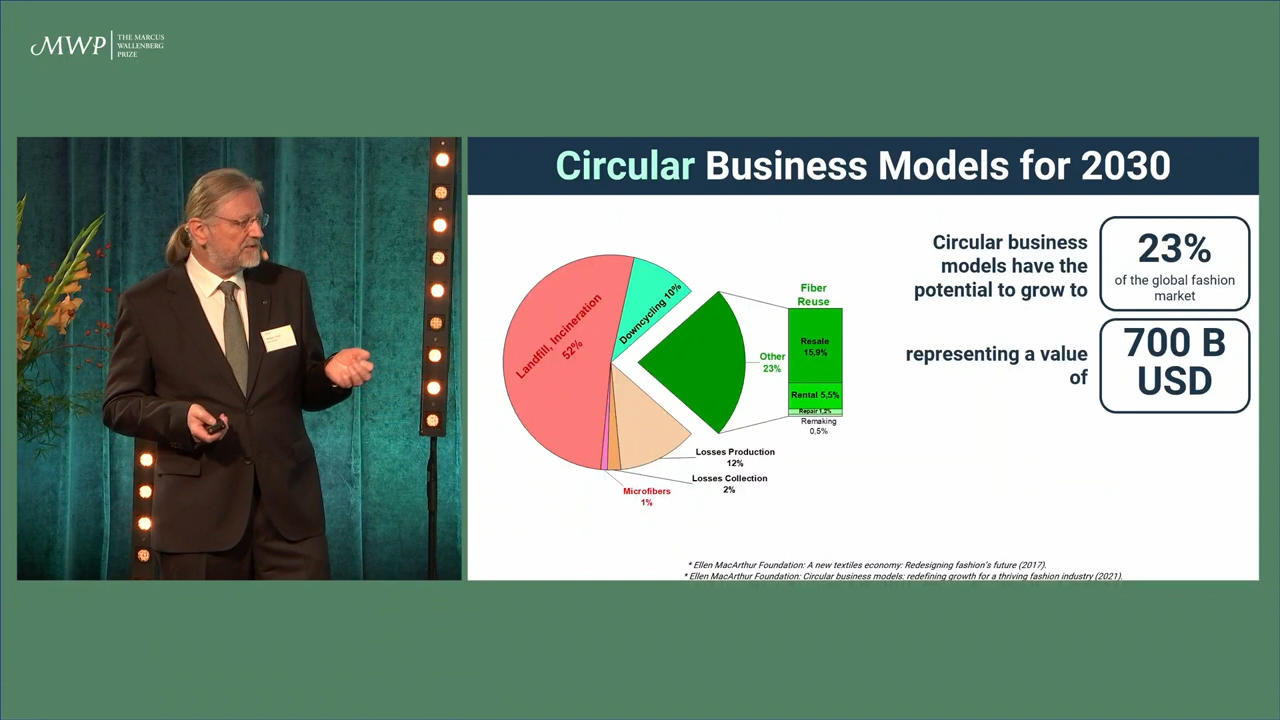 MWP
THE MARCUS
WALLENBERG
PRIZE
Circular Business Models for 2030
Landfill, Incineration
52%
Downcycling 10%
Other
23%
Fiber
Reuse
Resale
15,9%
Rental 5,5%
Repair 1,2%
Remaking
0,5%
Losses Production
12%
Losses Collection
2%
Microfibers
1%
Circular business
models have the
potential to grow to
23%
of the global fashion
market
representing a value
of
700 B
USD
* Ellen MacArthur Foundation: A new textiles economy: Redesigning fashion's future (2017).
* Ellen MacArthur Foundation: Circular business models: redefining growth for a thriving fashion industry (2021).